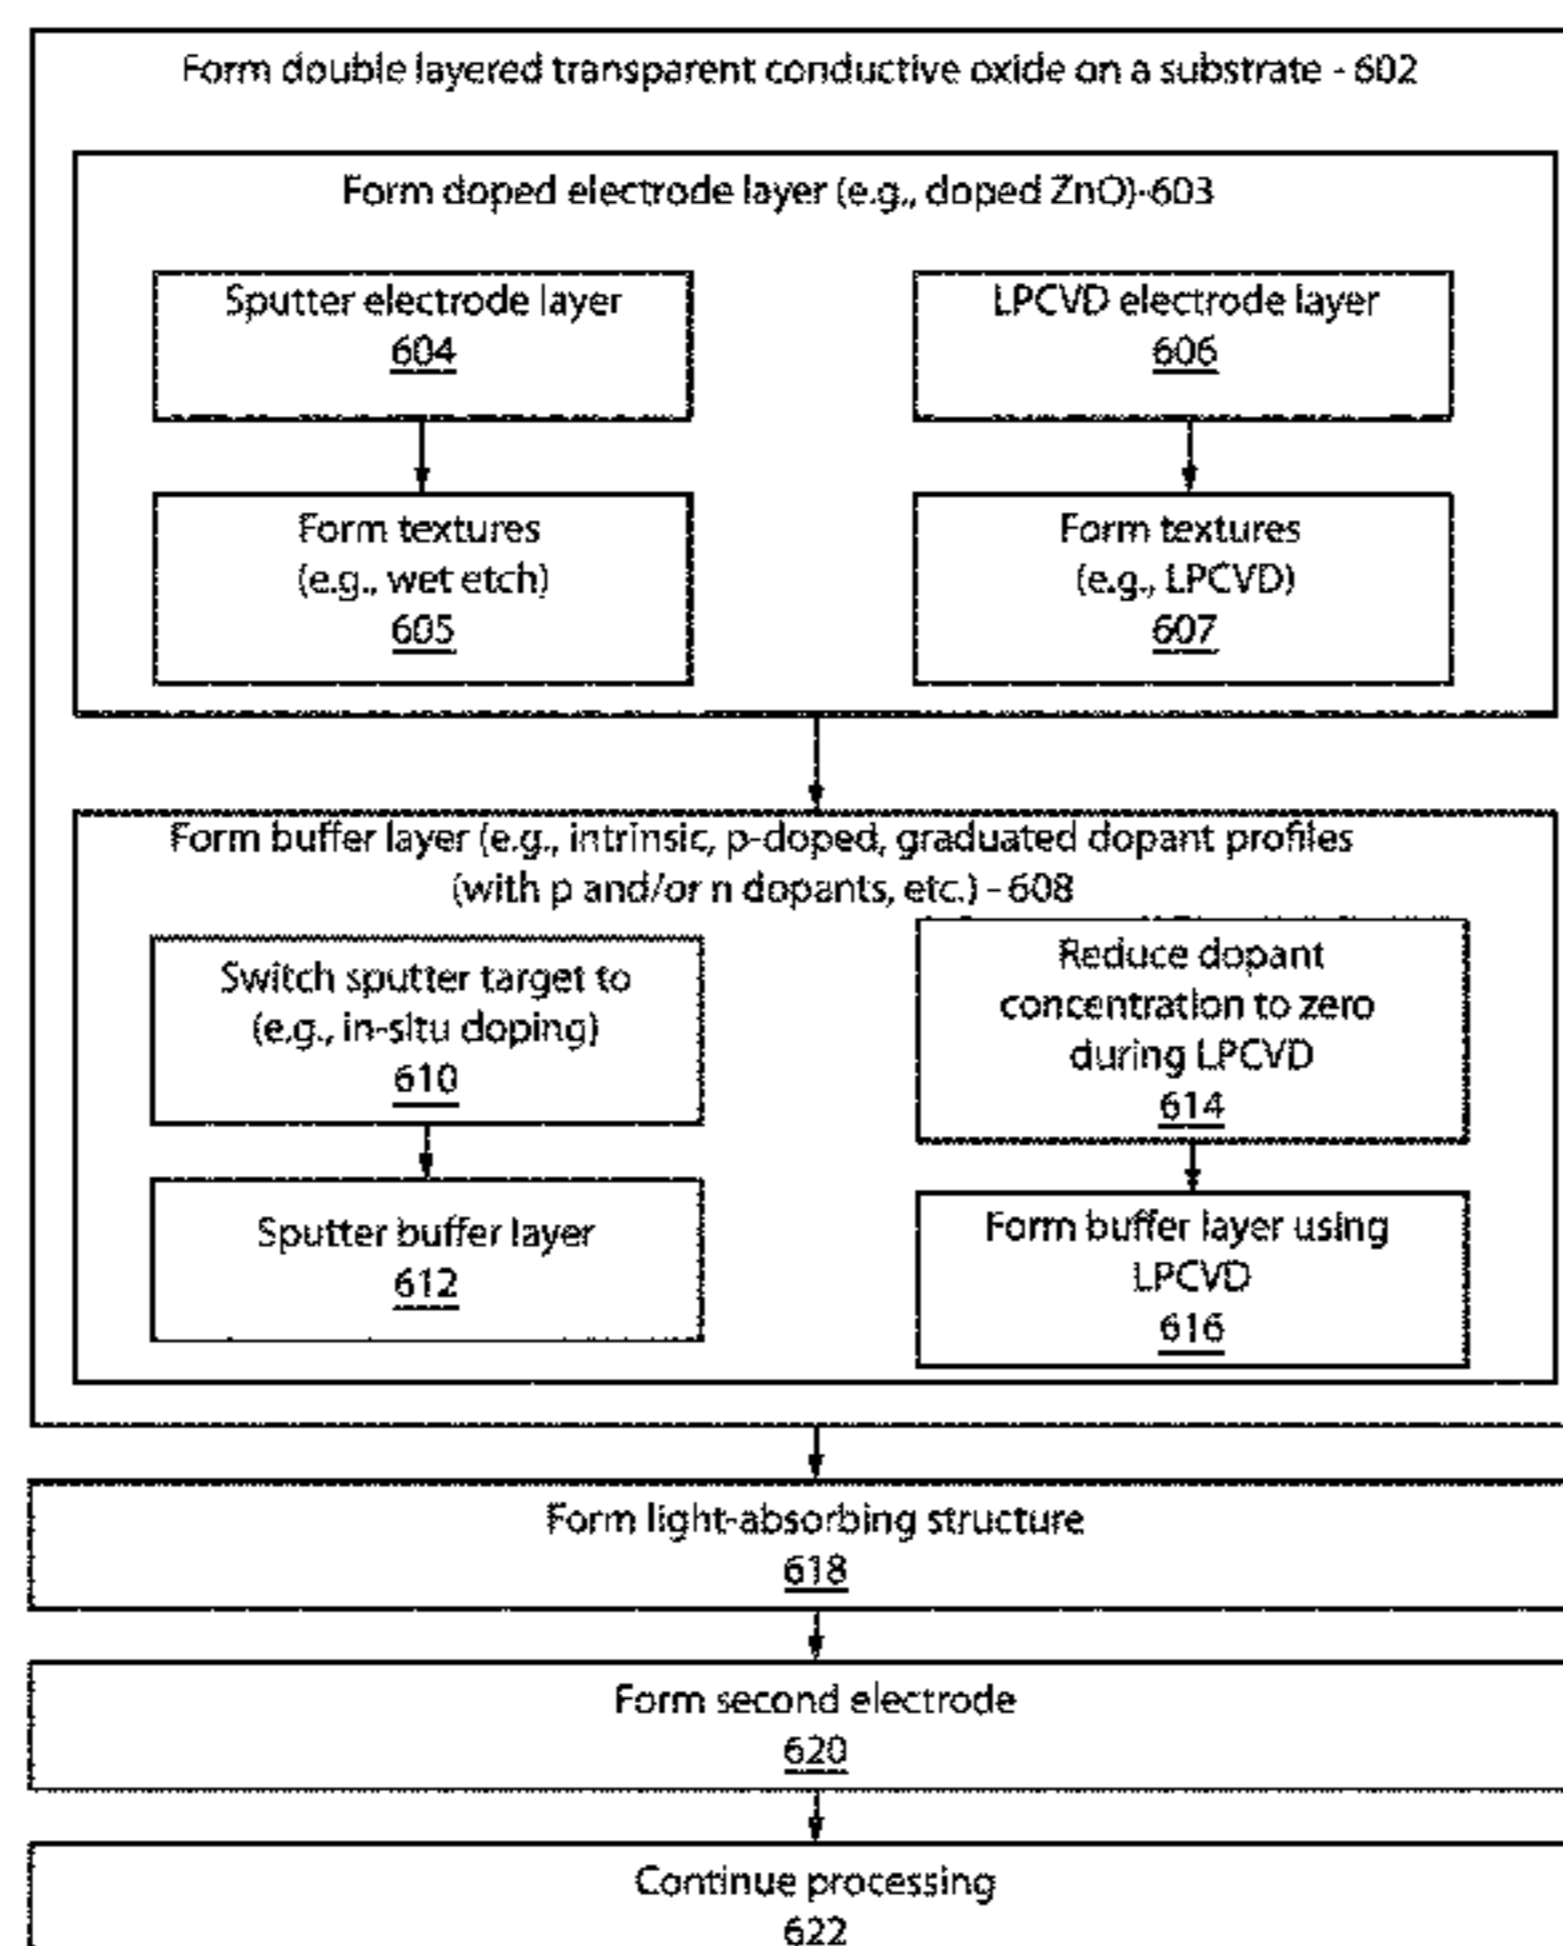 Form double layered transparent conductive oxide on a substrate - 602
Form doped electrode layer (e.g., doped ZnO)-603
Sputter electrode layer
604
LPCVD electrode layer
606
Form textures
(e.g., wet etch)
605
Form textures
(e.g., LPCVD)
607
Form buffer layer (e.g., intrinsic, p-doped, graduated dopant profiles
(with p and/or n dopants, etc.) - 608
Switch sputter target to
(e.g., in-situ doping)
610
Reduce dopant
concentration to zero
during LPCVD
614
Sputter buffer layer
612
Form buffer layer using
LPCVD
616
Form light-absorbing structure
618
Form second electrode
620
Continue processing
622